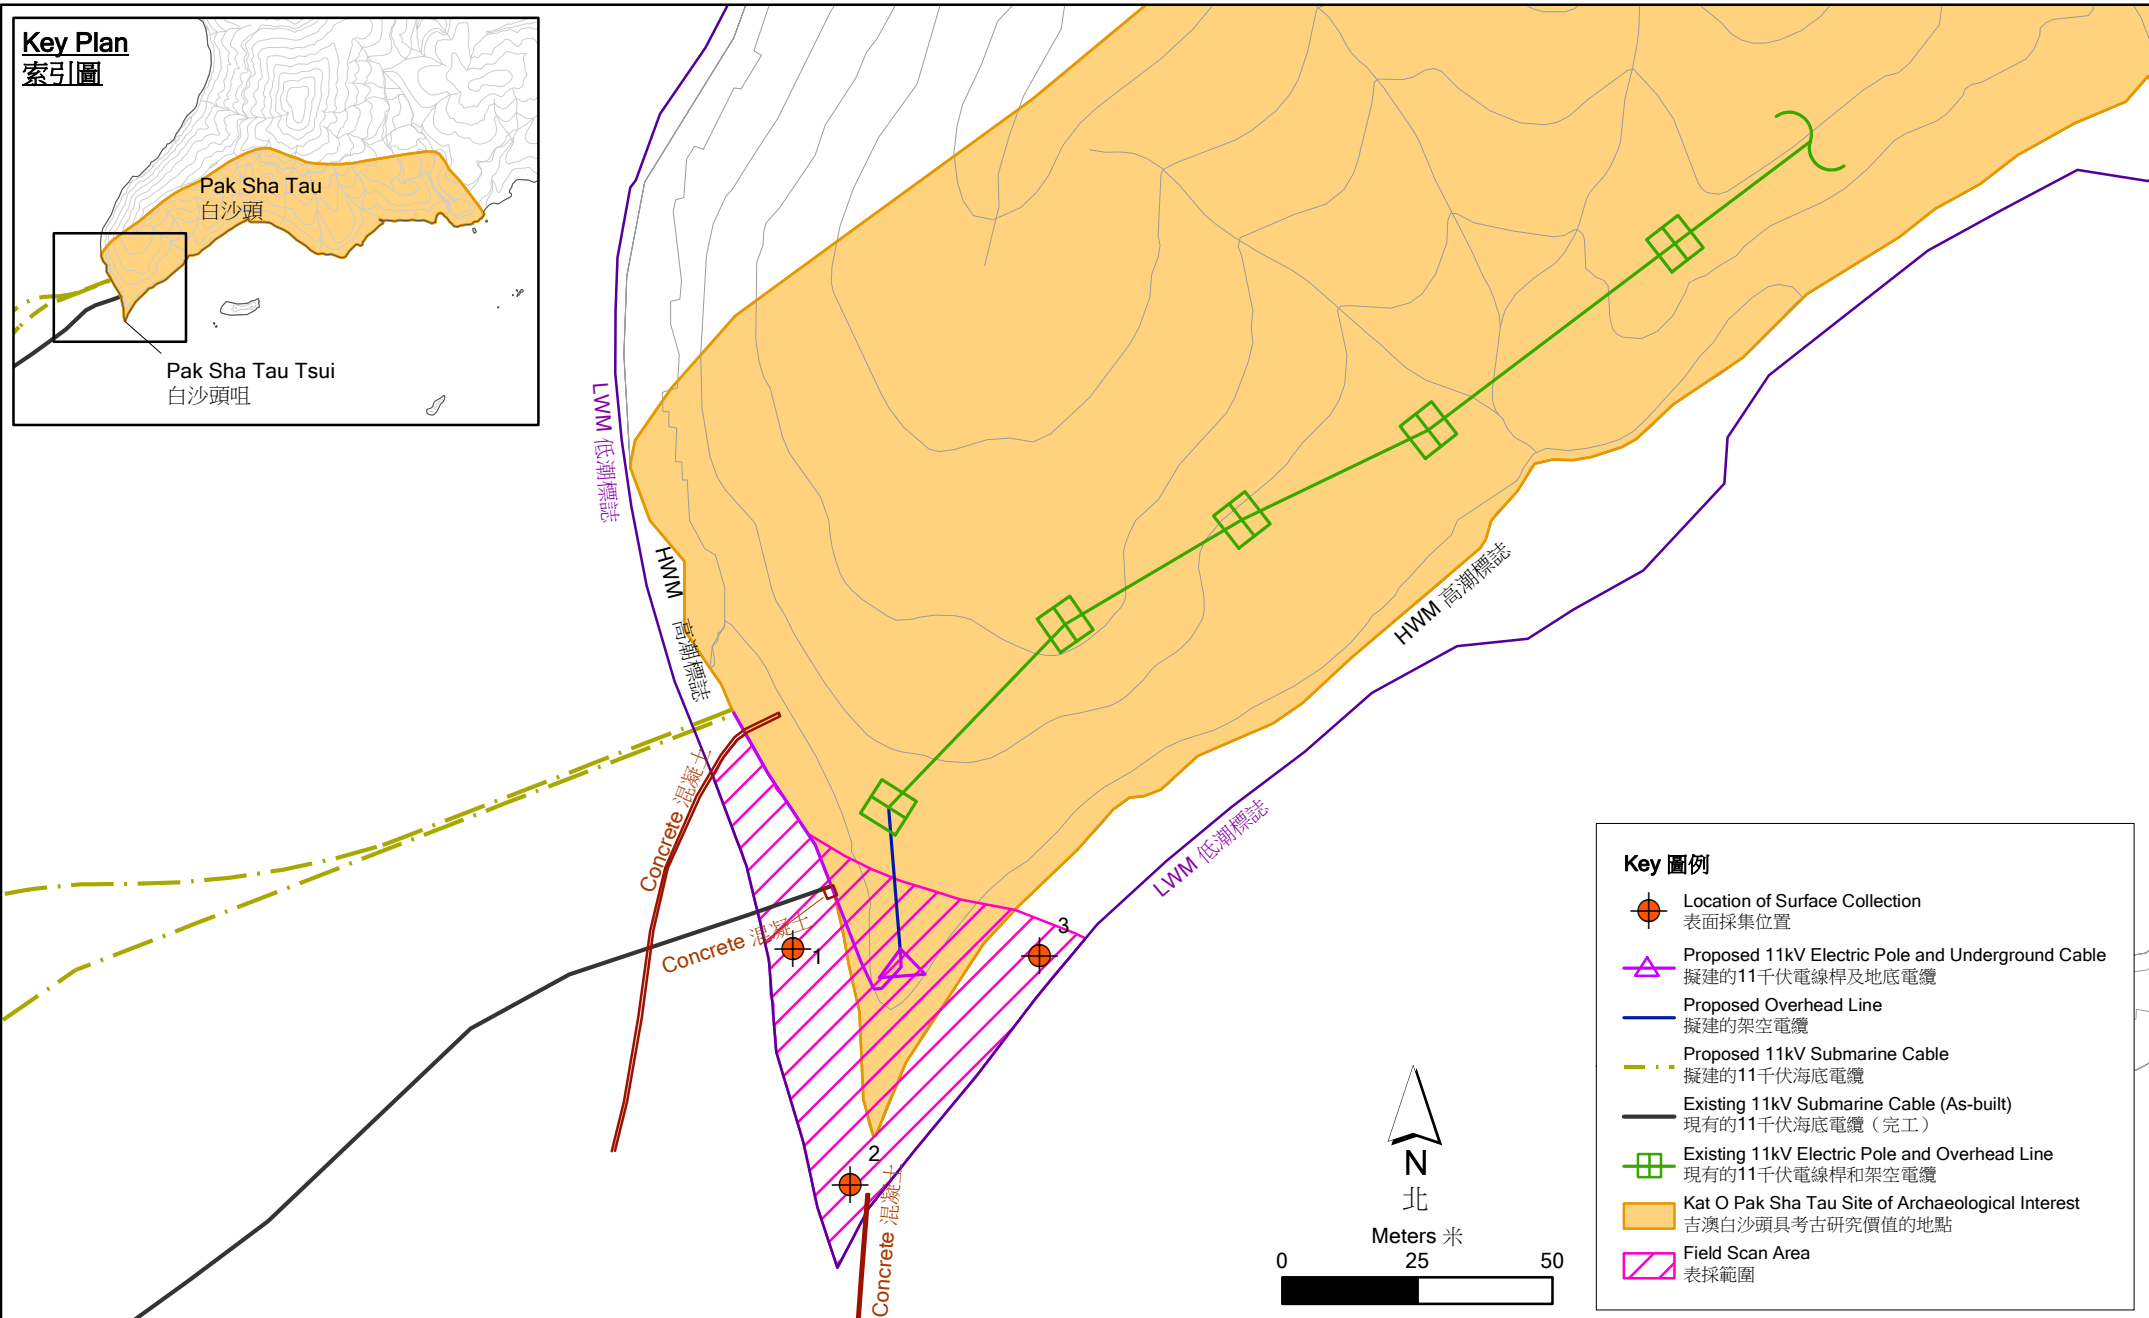 Key Plan
索引圖
Pak Sha Tau
白沙頭
Pak Sha Tau Tsui
白沙頭咀
LWM 低潮標誌
HWM 高潮標誌
HWM 高潮標誌
LWM 低潮標誌
Concrete 混凝土
Concrete 混凝土
Concrete 混凝土
1
2
3
N
北
Meters 米
0 25 50
Key 圖例
Location of Surface Collection
表面採集位置
Proposed 11kV Electric Pole and Underground Cable
擬建的11千伏電線桿及地底電纜
Proposed Overhead Line
擬建的架空電纜
Proposed 11kV Submarine Cable
擬建的11千伏海底電纜
Existing 11kV Submarine Cable (As-built)
現有的11千伏海底電纜（完工）
Existing 11kV Electric Pole and Overhead Line
現有的11千伏電線桿和架空電纜
Kat O Pak Sha Tau Site of Archaeological Interest
吉澳白沙頭具考古研究價值的地點
Field Scan Area
表採範圍